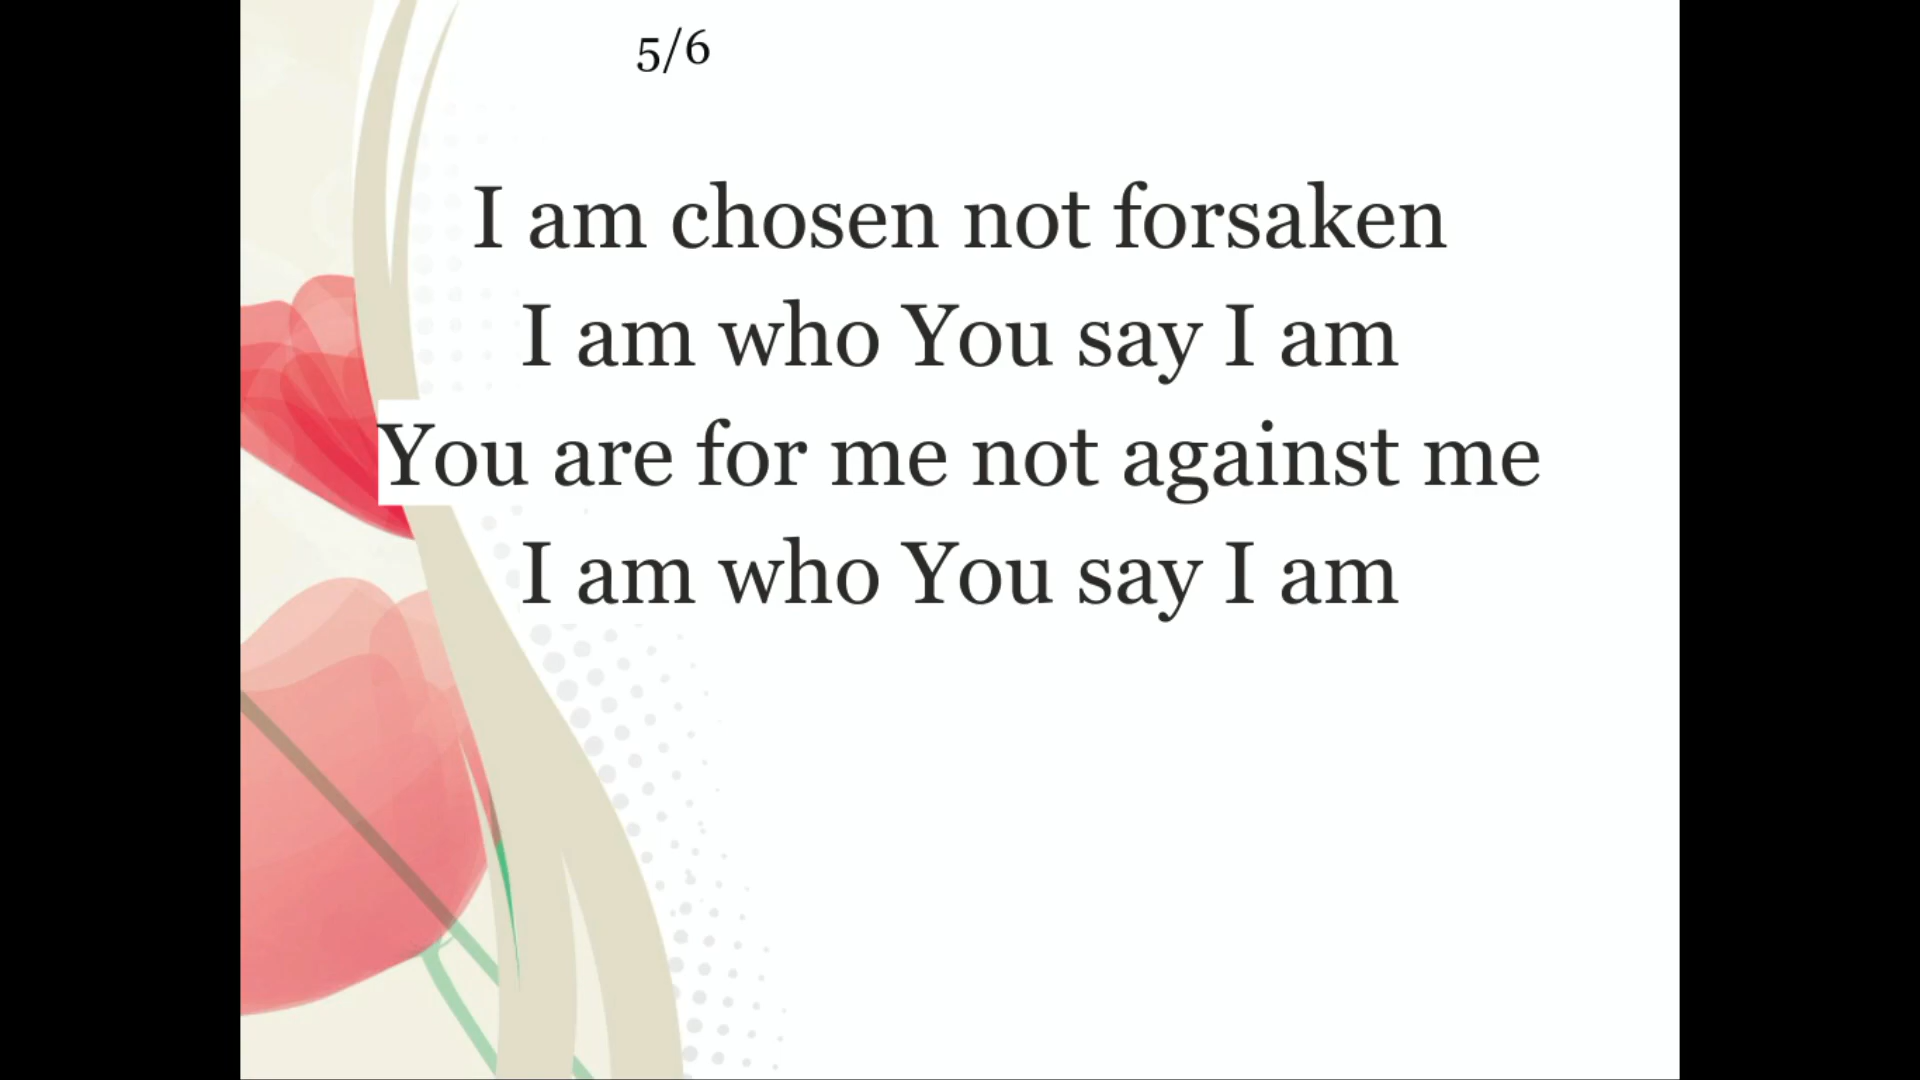 5/6
I am chosen not forsaken
I am who You say I am
You are for me not against me
I am who You say I am